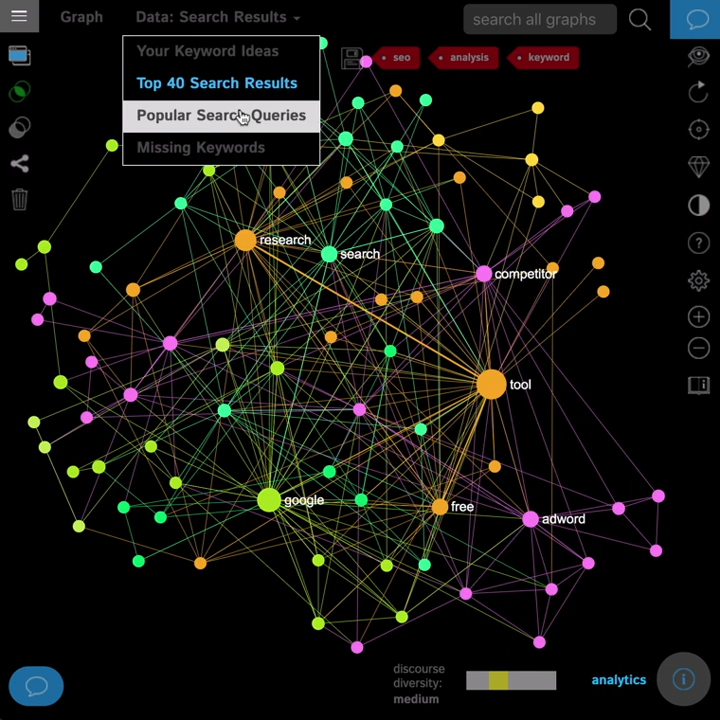 Graph
Data: Search Results
search all graphs
Your Keyword Ideas
Top 40 Search Results
Popular Search Queries
Missing Keywords
seo
analysis
keyword
research
search
competitor
tool
google
free
adword
discourse
diversity:
medium
analytics